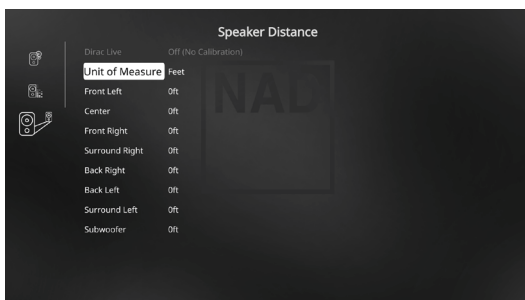 Speaker Distance
Dirac Live Off (No Calibration)
Unit of Measure Feet
Front Left 0ft
Center 0ft
Front Right 0ft
Surround Right 0ft
Back Right 0ft
Back Left 0ft
Surround Left 0ft
Subwoofer 0ft
NAD